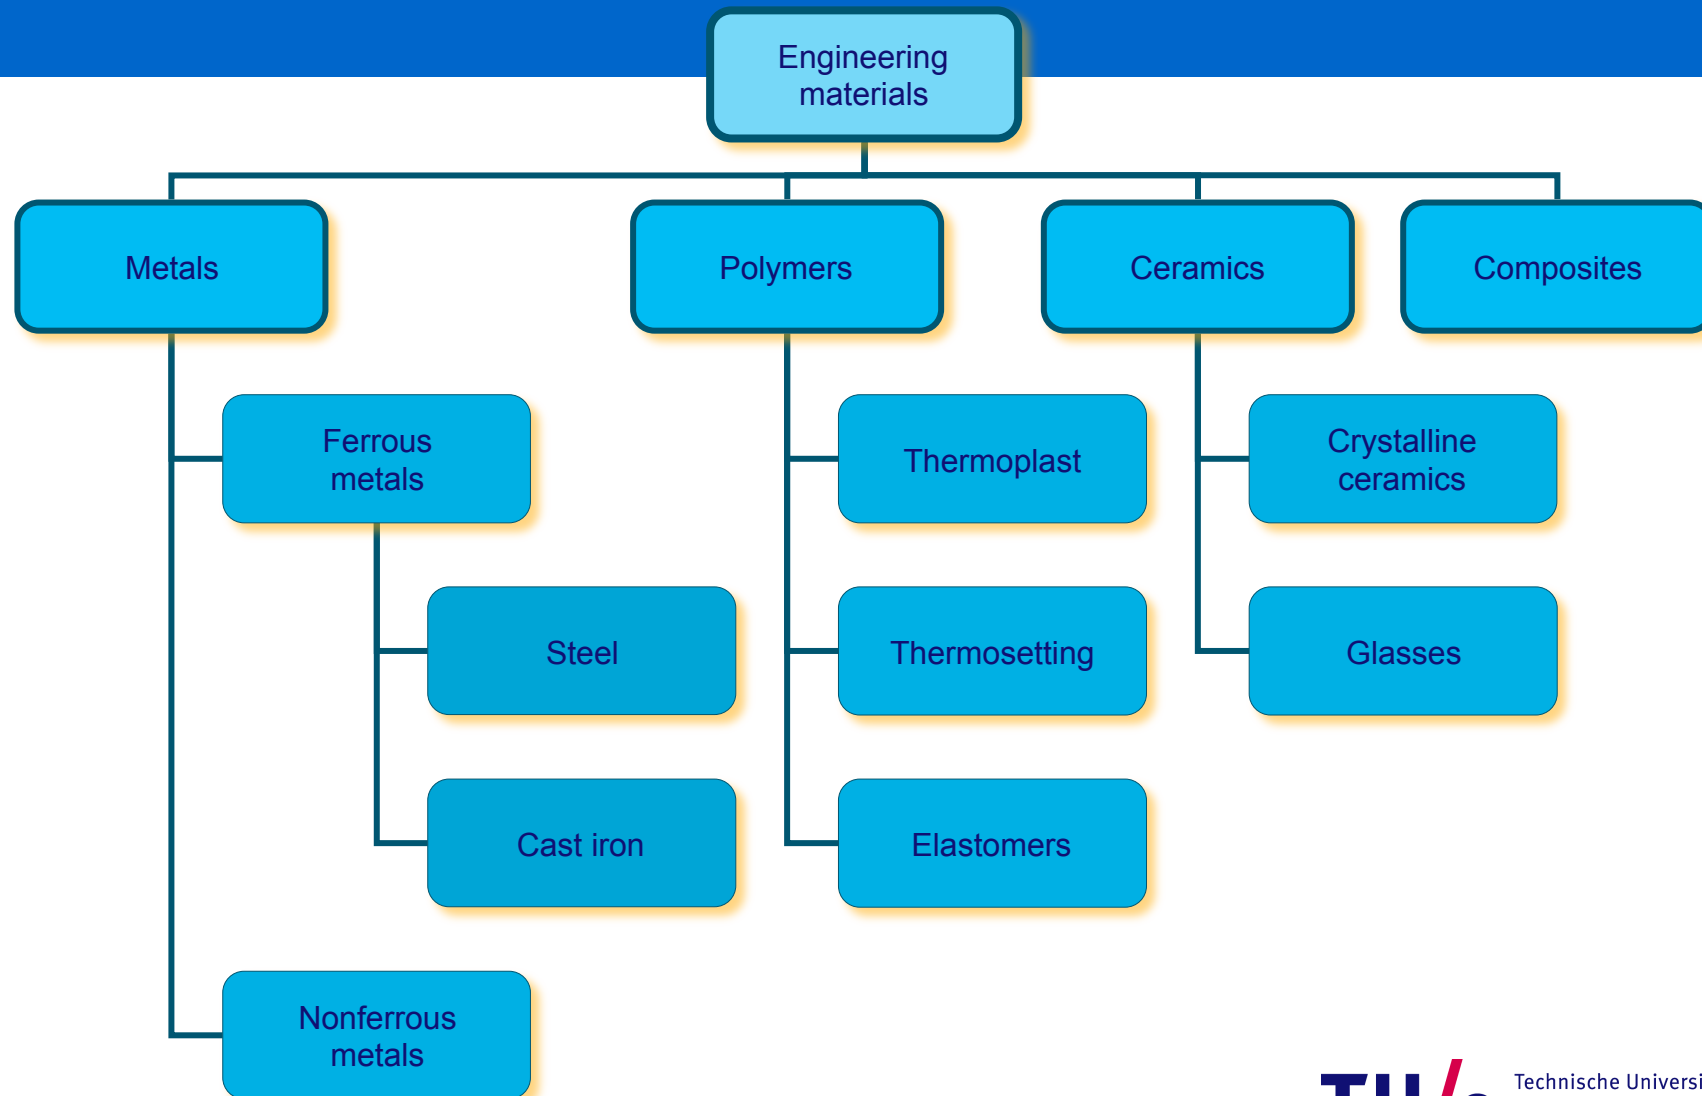 Engineering
materials
Metals
Polymers
Ceramics
Composites
Ferrous
metals
Thermoplast
Crystalline
ceramics
Steel
Thermosetting
Glasses
Cast iron
Elastomers
Nonferrous
metals
Technische